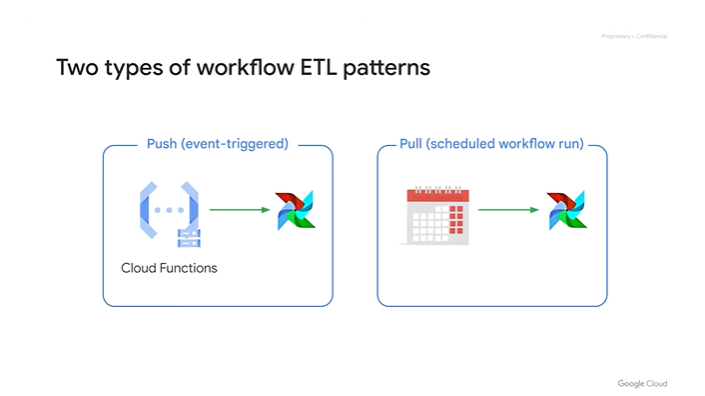 Proprietary + Confidential
Two types of workflow ETL patterns
Push (event-triggered)
Pull (scheduled workflow run)
Cloud Functions
Google Cloud